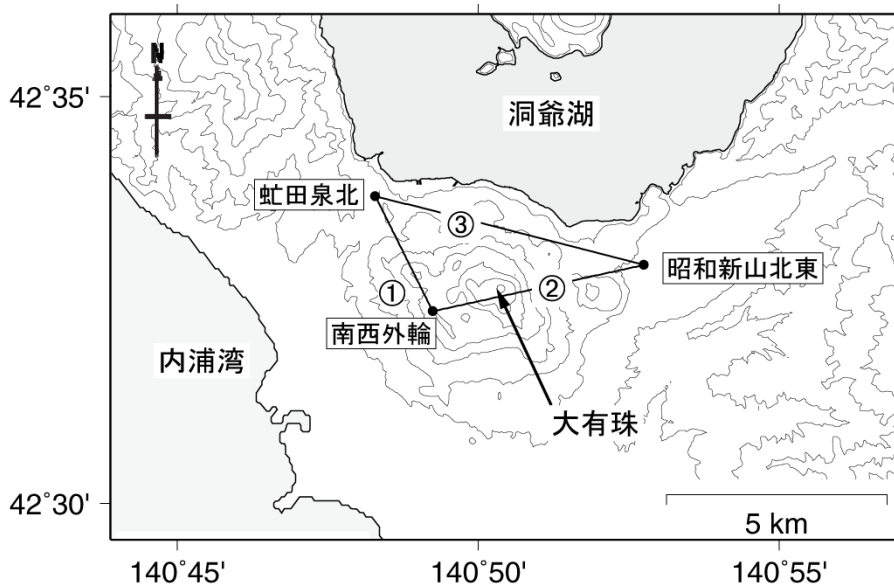 N
42°35'
洞爺湖
虻田泉北
③
昭和新山北東
①
②
南西外輪
内浦湾
大有珠
42°30'
5 km
140°45'
140°50'
140°55'